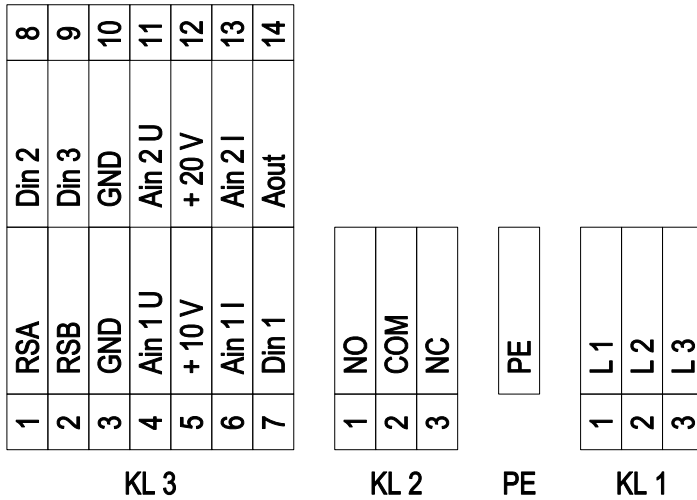 8 9 10 11 12 13 14
Din 2 Din 3 GND Ain 2 U + 20 V Ain 2 I Aout
RSA RSB GND Ain 1 U + 10 V Ain 1 I Din 1
1 2 3 4 5 6 7
KL 3
NO COM NC
1 2 3
KL 2
PE
PE
L 1 L 2 L 3
1 2 3
KL 1